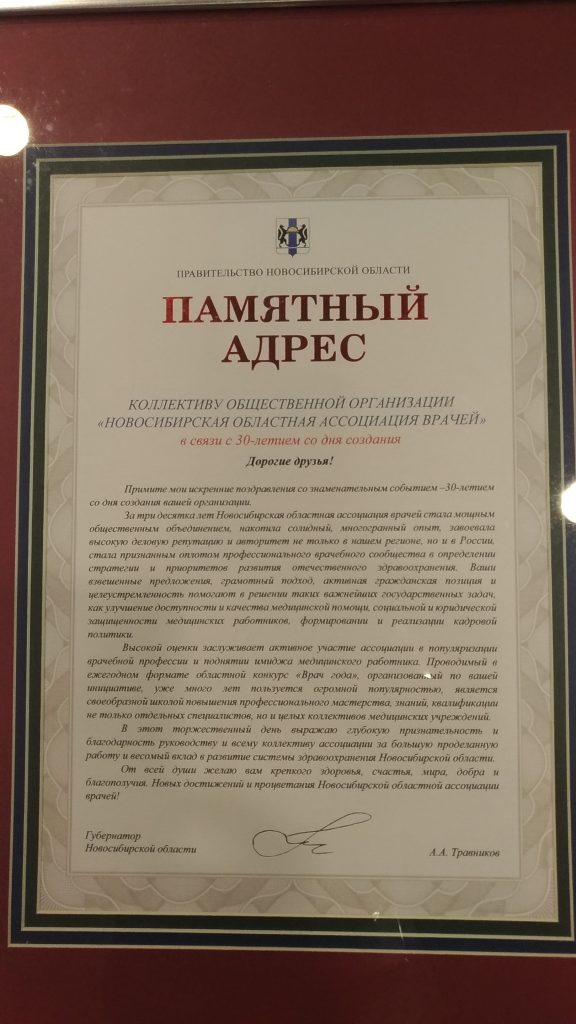 ПРАВИТЕЛЬСТВО НОВОСИБИРСКОЙ ОБЛАСТИ
ПАМЯТНЫЙ
АДРЕС
КОЛЛЕКТИВУ ОБЩЕСТВЕННОЙ ОРГАНИЗАЦИИ
«НОВОСИБИРСКАЯ ОБЛАСТНАЯ АССОЦИАЦИЯ ВРАЧЕЙ»
в связи с 30-летием со дня создания
Дорогие друзья!
Примите мои искренние поздравления со знаменательным событием –30-летием
со дня создания вашей организации.
За три десятка лет Новосибирская областная ассоциация врачей стала мощным
общественным объединением, накопила солидный, многогранный опыт, завоевала
высокую деловую репутацию и авторитет не только в нашем регионе, но и в России,
стала признанным оплотом профессионального врачебного сообщества в определении
стратегии и приоритетов развития отечественного здравоохранения. Ваши
взвешенные предложения, грамотный подход, активная гражданская позиция и
целеустремленность помогают в решении таких важнейших государственных задач,
как улучшение доступности и качества медицинской помощи, социальной и юридической
защищенности медицинских работников, формировании и реализации кадровой
политики.
Высокой оценки заслуживает активное участие ассоциации в популяризации
врачебной профессии и поднятии имиджа медицинского работника. Проводимый в
ежегодном формате областной конкурс «Врач года», организованный по вашей
инициативе, уже много лет пользуется огромной популярностью, является
своеобразной школой повышения профессионального мастерства, знаний, квалификации
не только отдельных специалистов, но и целых коллективов медицинских учреждений.
В этот торжественный день выражаю глубокую признательность и
благодарность руководству и всему коллективу ассоциации за большую проделанную
работу и весомый вклад в развитие системы здравоохранения Новосибирской области.
От всей души желаю вам крепкого здоровья, счастья, мира, добра и
благополучия. Новых достижений и процветания Новосибирской областной ассоциации
врачей!
Губернатор
Новосибирской области
А.А. Травников